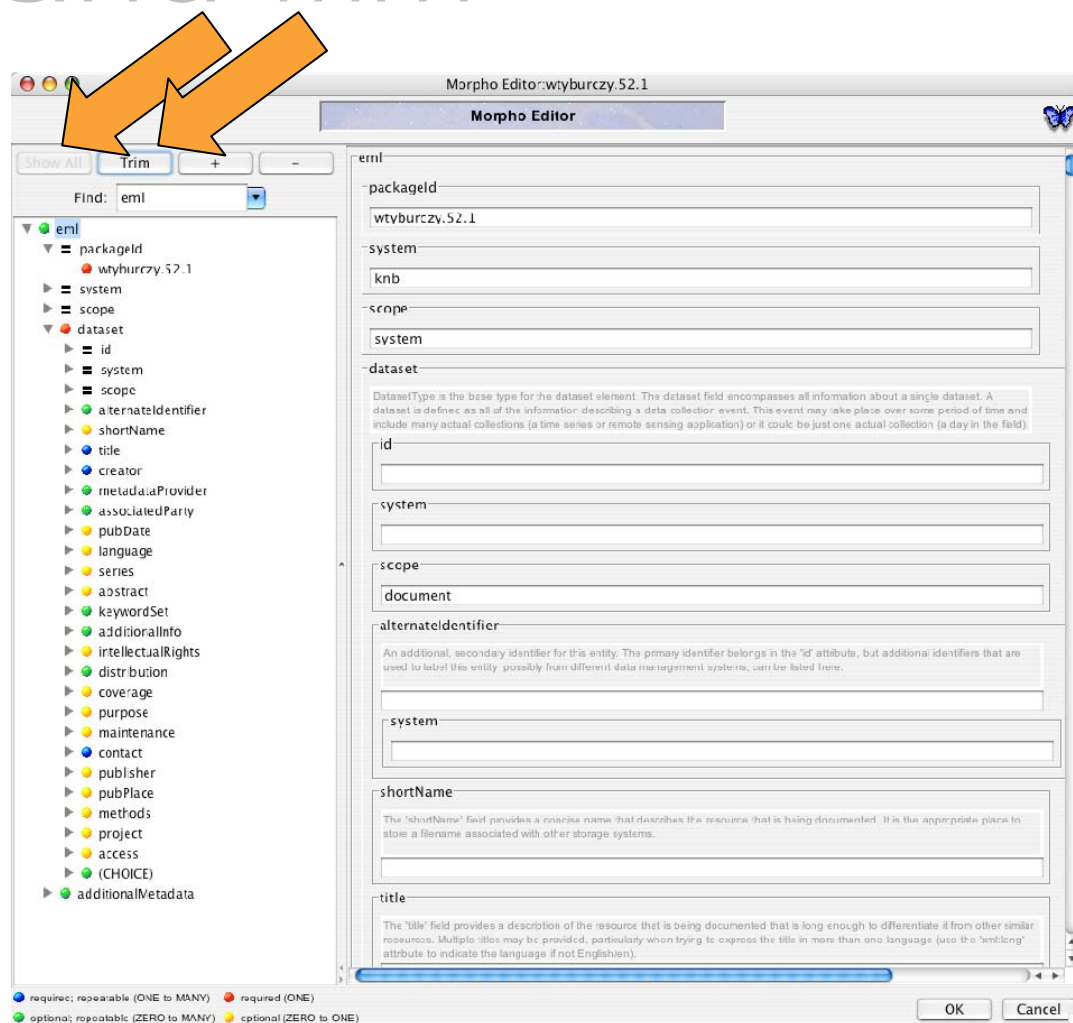 Morpho Editor:wtyburczy.52.1
Morpho Editor
Show All Trim + -
Find: eml
eml
packageId
wtyburczy.52.1
system
scope
dataset
id
system
scope
alternateIdentifier
shortName
title
creator
metadataProvider
associatedParty
pubDate
language
series
abstract
keywordSet
additionalInfo
intellectualRights
distribution
coverage
purpose
maintenance
contact
publisher
pubPlace
methods
project
access
(CHOICE)
additionalMetadata
eml
packageId
wtyburczy.52.1
system
knb
scope
system
dataset
DatasetType is the base type for the dataset element. The dataset field encompasses all information about a single dataset. A
dataset is defined as all of the information describing a data collection event. This event may take place over some period of time and
include many actual collections (a time series or remote sensing application) or it could be just one actual collection (a day in the field)
id
system
scope
document
alternateIdentifier
An additional, secondary identifier for this entity. The primary identifier belongs in the "id" attribute, but additional identifiers that are
used to label this entity, possibly from different data management systems, can be listed here.
system
shortName
The 'shortName' field provides a concise name that describes the resource that is being documented. It is the appropriate place to
store a filename associated with other storage systems.
title
The 'title' field provides a description of the resource that is being documented that is long enough to differentiate it from other similar
resources. Multiple titles may be provided, particularly when trying to express the title in more than one language (use the "xml:lang"
attribute to indicate the language if not English/en).
required; repeatable (ONE to MANY) required (ONE)
optional; repeatable (ZERO to MANY) optional (ZERO to ONE)
OK Cancel